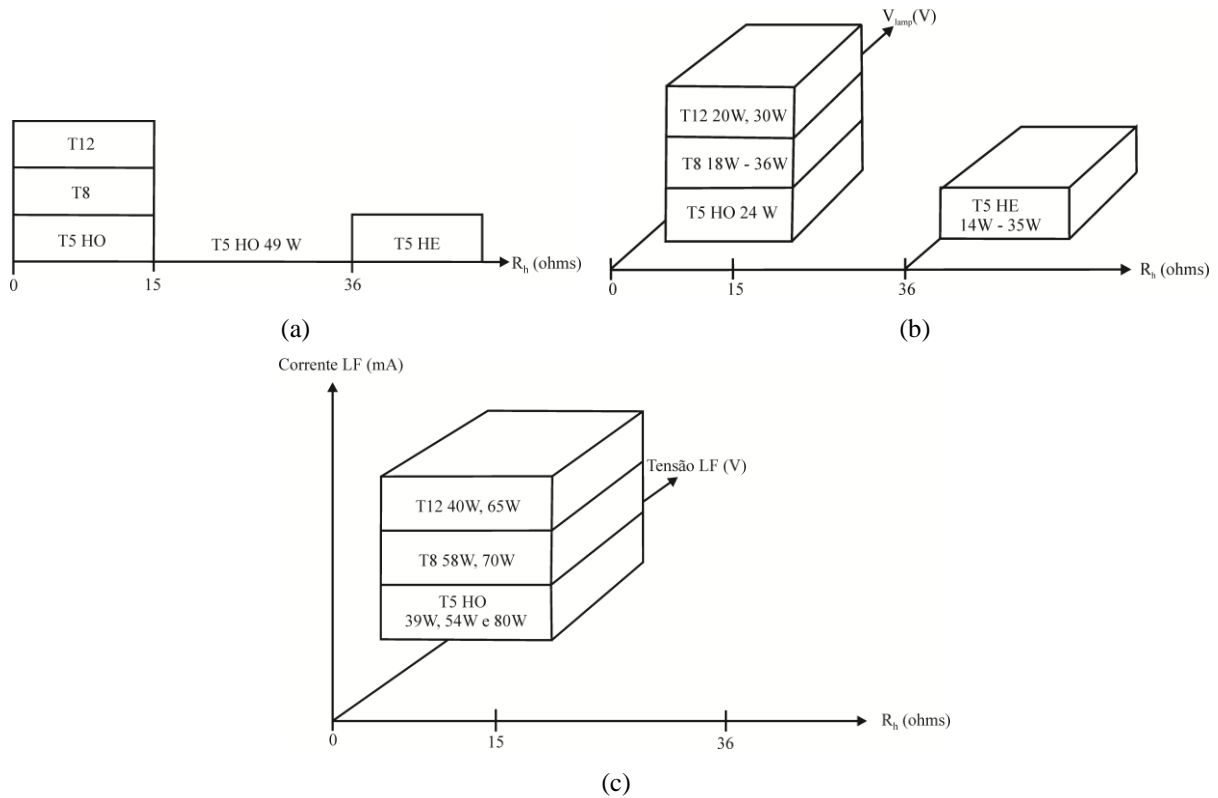 T12
T8
T5 HO
T5 HO 49 W
T5 HE
R_h (ohms)
0
15
36
(a)
V_lamp(V)
T12 20W, 30W
T8 18W - 36W
T5 HO 24 W
T5 HE
14W - 35W
R_h (ohms)
0
15
36
(b)
Corrente LF (mA)
Tensão LF (V)
T12 40W, 65W
T8 58W, 70W
T5 HO
39W, 54W e 80W
R_h (ohms)
0
15
36
(c)